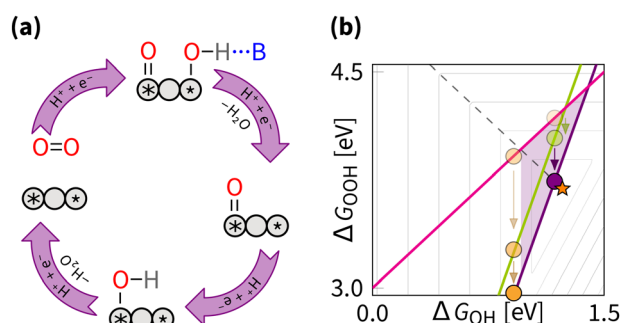 (a)
O
O–H···B
H⁺ + e⁻
H⁺ + e⁻
–H₂O
O=O
O
H⁺ + e⁻
–H₂O
O–H
H⁺ + e⁻
(b)
4.5
ΔG_OOH [eV]
3.0
0.0
ΔG_OH [eV]
1.5